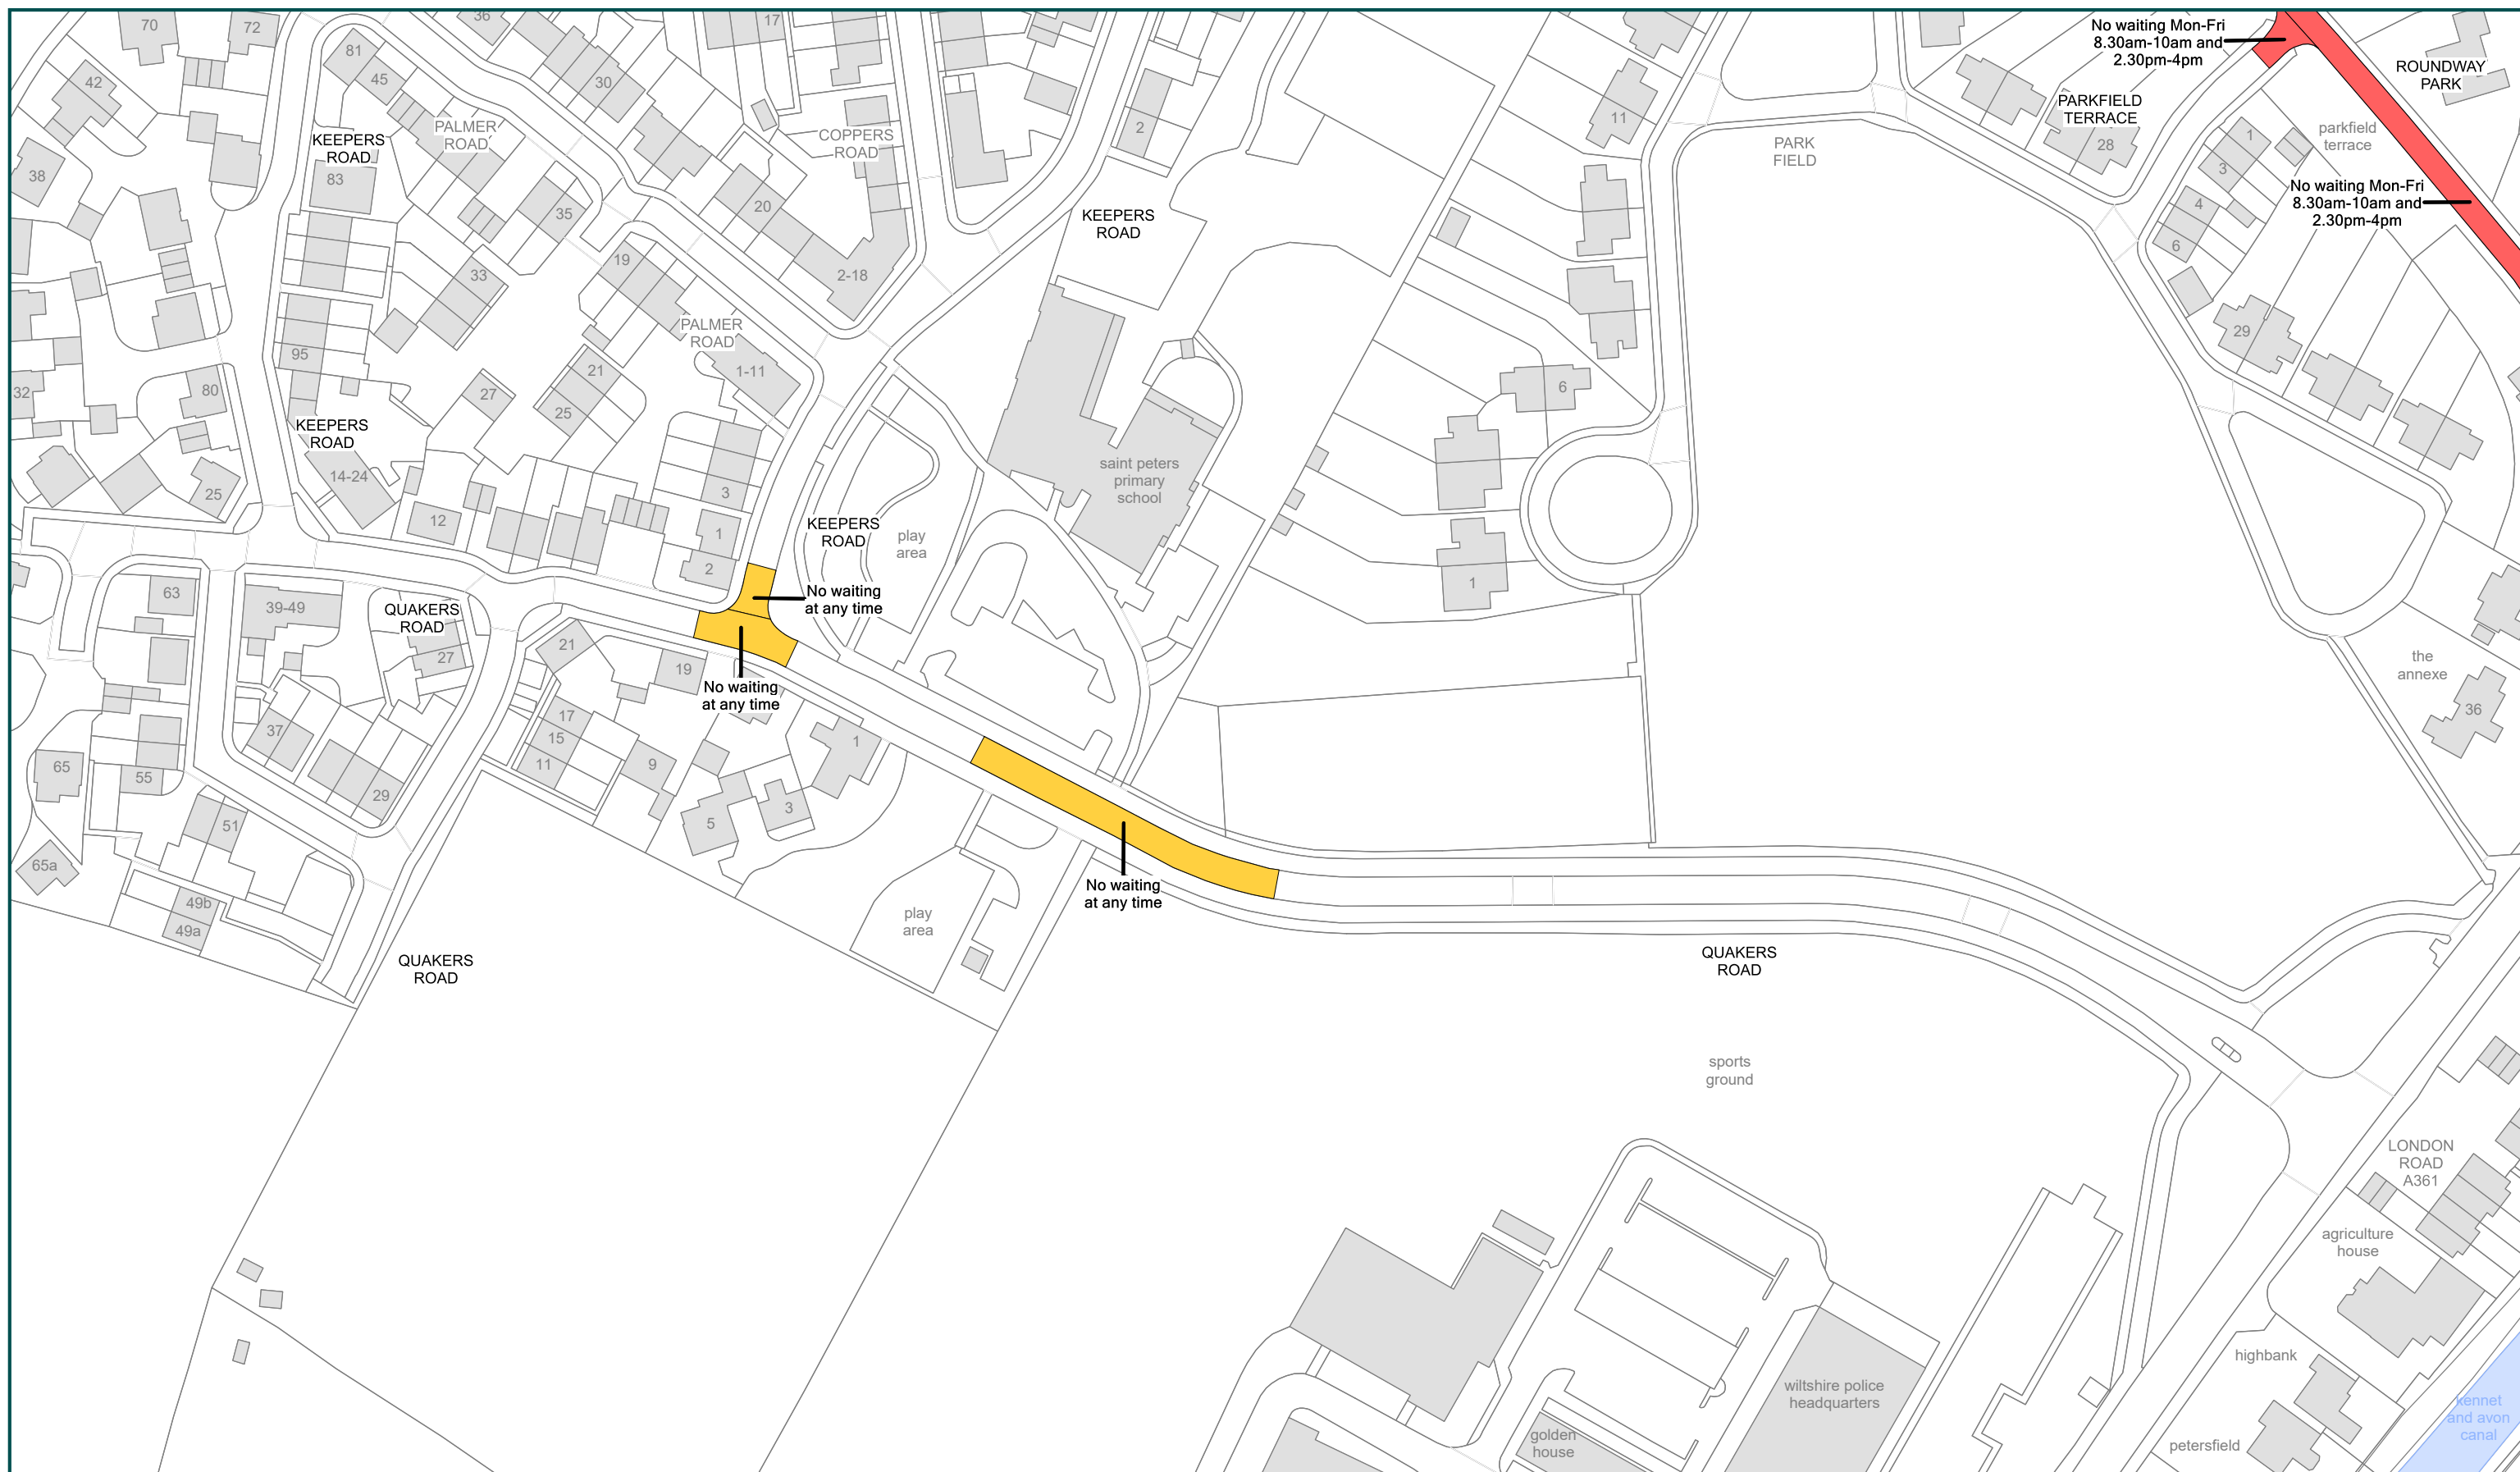 70
72
36
17
No waiting Mon-Fri
8.30am-10am and
2.30pm-4pm
ROUNDWAY
PARK
81
45
42
30
11
2
PARKFIELD
TERRACE
28
parkfield
terrace
1
3
KEEPERS
ROAD
PALMER
ROAD
COPPERS
ROAD
PARK
FIELD
38
83
35
20
KEEPERS
ROAD
No waiting Mon-Fri
8.30am-10am and
2.30pm-4pm
4
6
33
19
2-18
29
95
PALMER
ROAD
1-11
21
25
27
6
32
80
KEEPERS
ROAD
14-24
25
12
3
1
2
saint peters
primary
school
KEEPERS
ROAD
play
area
1
63
39-49
QUAKERS
ROAD
27
No waiting
at any time
21
19
No waiting
at any time
the
annexe
36
37
17
15
11
9
1
65
55
29
51
5
3
65a
49b
49a
No waiting
at any time
play
area
QUAKERS
ROAD
QUAKERS
ROAD
sports
ground
LONDON
ROAD
A361
agriculture
house
highbank
wiltshire police
headquarters
golden
house
petersfield
kennet
and avon
canal